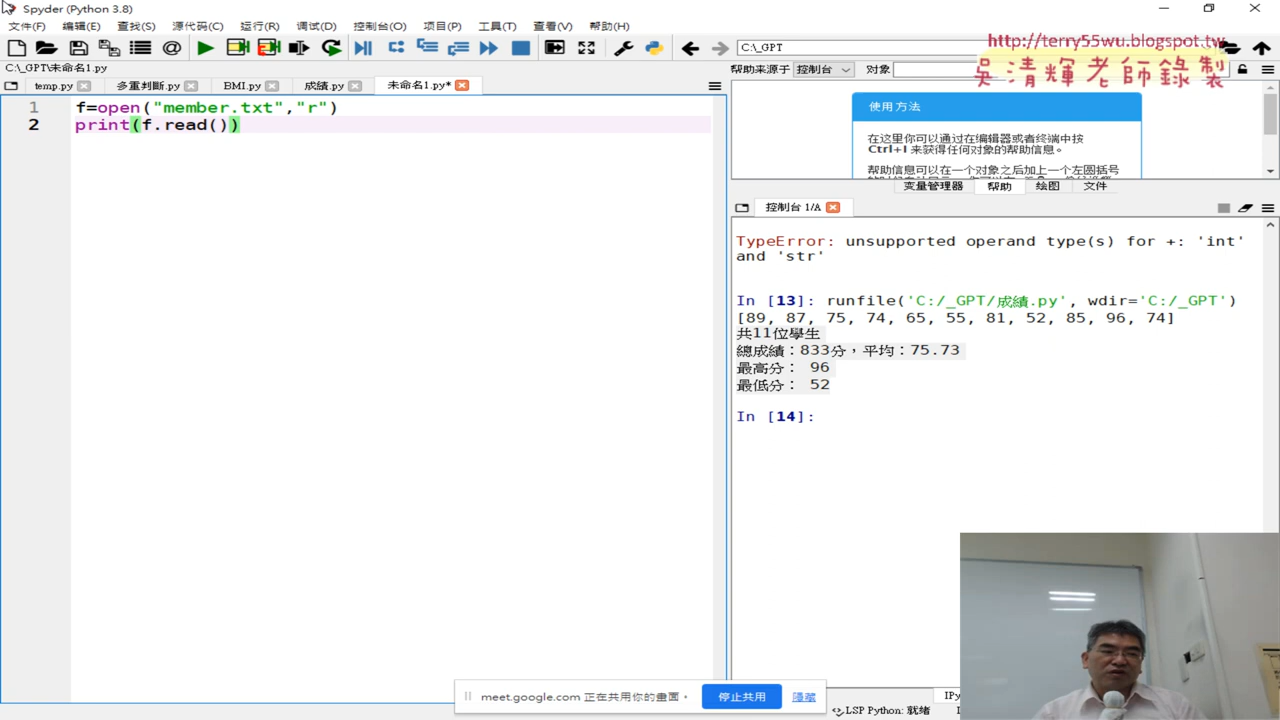 Spyder (Python 3.8)
文件(F) 编辑(E) 查找(S) 源代码(C) 运行(R) 调试(D) 控制台(O) 项目(P) 工具(T) 查看(V) 帮助(H)
C:\_GPT
http://terry55wu.blogspot.tw
吳清輝老師錄製
C:\_GPT\未命名1.py
帮助来源于 控制台 对象
temp.py 多重判斷.py BMI.py 成績.py 未命名1.py*
1 f=open("member.txt","r")
2 print(f.read())
使用方法
在这里你可以通过在编辑器或者终端中按
Ctrl+I 来获得任何对象的帮助信息。
帮助信息可以在一个对象之后加上一个左圆括号
变量管理器 帮助 绘图 文件
控制台 1/A
TypeError: unsupported operand type(s) for +: 'int'
and 'str'
In [13]: runfile('C:/_GPT/成績.py', wdir='C:/_GPT')
[89, 87, 75, 74, 65, 55, 81, 52, 85, 96, 74]
共11位學生
總成績：833分，平均：75.73
最高分： 96
最低分： 52
In [14]:
meet.google.com 正在共用你的畫面。 停止共用 隱藏
LSP Python: 就绪